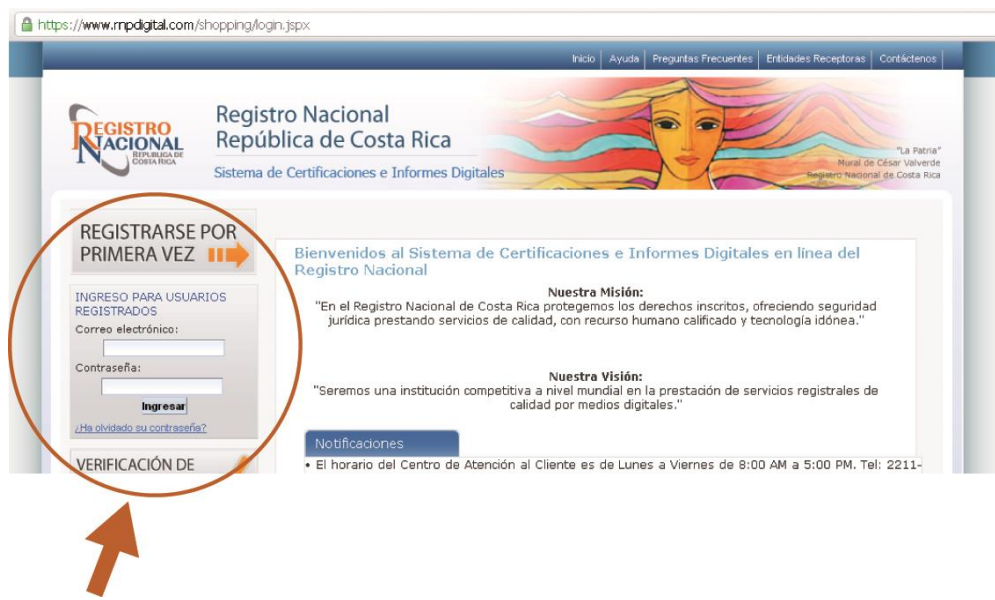 https://www.rnpdigital.com/shopping/login.jspx
Inicio | Ayuda | Preguntas Frecuentes | Entidades Receptoras | Contáctenos
REGISTRO
NACIONAL
REPUBLICA DE
COSTA RICA
Registro Nacional
República de Costa Rica
Sistema de Certificaciones e Informes Digitales
"La Patria"
Mural de César Valverde
Registro Nacional de Costa Rica
REGISTRARSE POR
PRIMERA VEZ
INGRESO PARA USUARIOS
REGISTRADOS
Correo electrónico:
Contraseña:
Ingresar
¿Ha olvidado su contraseña?
VERIFICACIÓN DE
Bienvenidos al Sistema de Certificaciones e Informes Digitales en línea del
Registro Nacional
Nuestra Misión:
"En el Registro Nacional de Costa Rica protegemos los derechos inscritos, ofreciendo seguridad
jurídica prestando servicios de calidad, con recurso humano calificado y tecnología idónea."
Nuestra Visión:
"Seremos una institución competitiva a nivel mundial en la prestación de servicios registrales de
calidad por medios digitales."
Notificaciones
• El horario del Centro de Atención al Cliente es de Lunes a Viernes de 8:00 AM a 5:00 PM. Tel: 2211-